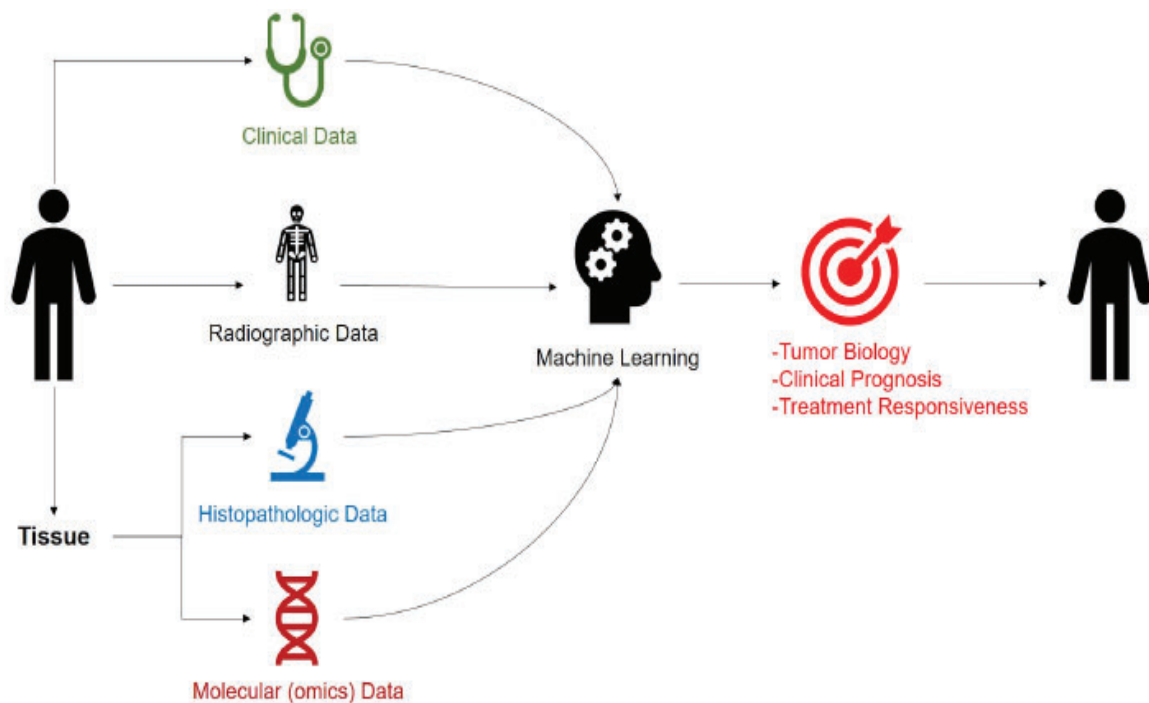 Clinical Data
Radiographic Data
Machine Learning
-Tumor Biology
-Clinical Prognosis
-Treatment Responsiveness
Histopathologic Data
Tissue
Molecular (omics) Data